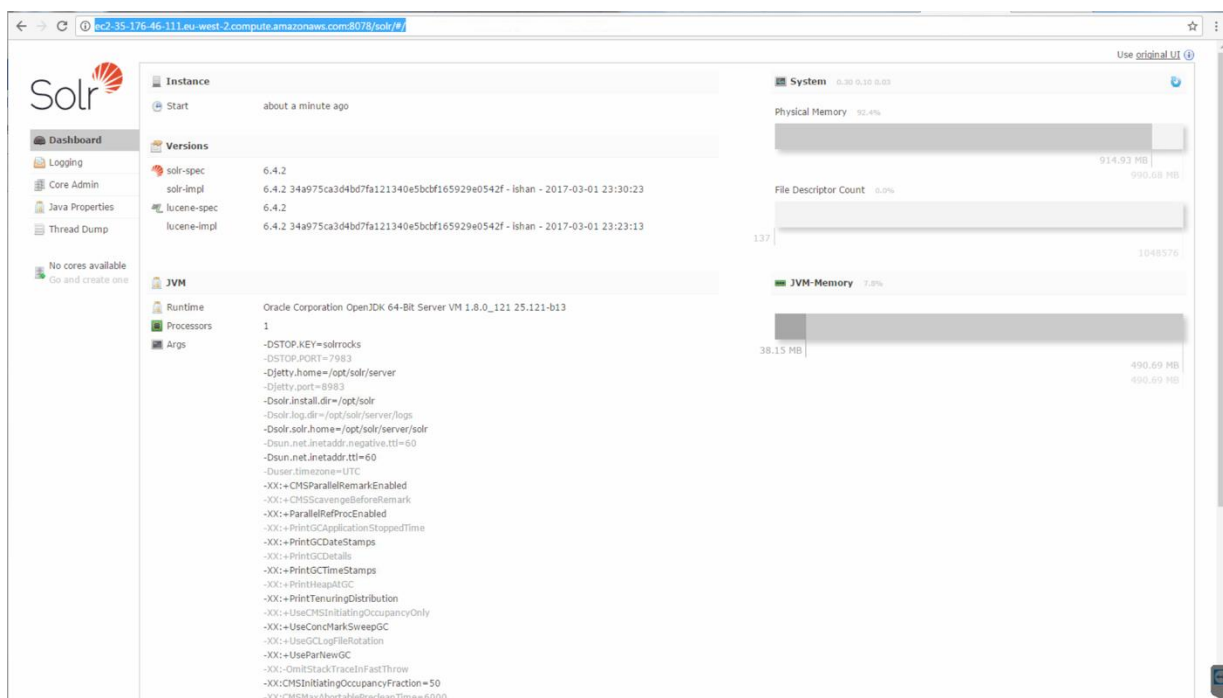 ec2-35-176-46-111.eu-west-2.compute.amazonaws.com:8078/solr/#/
Use original UI
Solr
Dashboard
Logging
Core Admin
Java Properties
Thread Dump
No cores available
Go and create one
Instance
Start about a minute ago
Versions
solr-spec 6.4.2
solr-impl 6.4.2 34a975ca3d4bd7fa121340e5bcbf165929e0542f - ishan - 2017-03-01 23:30:23
lucene-spec 6.4.2
lucene-impl 6.4.2 34a975ca3d4bd7fa121340e5bcbf165929e0542f - ishan - 2017-03-01 23:23:13
JVM
Runtime Oracle Corporation OpenJDK 64-Bit Server VM 1.8.0_121 25.121-b13
Processors 1
Args -DSTOP.KEY=solrrocks
-DSTOP.PORT=7983
-Djetty.home=/opt/solr/server
-Djetty.port=8983
-Dsolr.install.dir=/opt/solr
-Dsolr.log.dir=/opt/solr/server/logs
-Dsolr.solr.home=/opt/solr/server/solr
-Dsun.net.inetaddr.negative.ttl=60
-Dsun.net.inetaddr.ttl=60
-Duser.timezone=UTC
-XX:+CMSParallelRemarkEnabled
-XX:+CMSScavengeBeforeRemark
-XX:+ParallelRefProcEnabled
-XX:+PrintGCApplicationStoppedTime
-XX:+PrintGCDateStamps
-XX:+PrintGCDetails
-XX:+PrintGCTimeStamps
-XX:+PrintHeapAtGC
-XX:+PrintTenuringDistribution
-XX:+UseCMSInitiatingOccupancyOnly
-XX:+UseConcMarkSweepGC
-XX:+UseGCLogFileRotation
-XX:+UseParNewGC
-XX:-OmitStackTraceInFastThrow
-XX:CMSInitiatingOccupancyFraction=50
-XX:CMSMaxAbortablePrecleanTime=6000
System 0.30 0.10 0.03
Physical Memory 92.4%
914.93 MB
990.68 MB
File Descriptor Count 0.0%
137
1048576
JVM-Memory 7.8%
38.15 MB
490.69 MB
490.69 MB